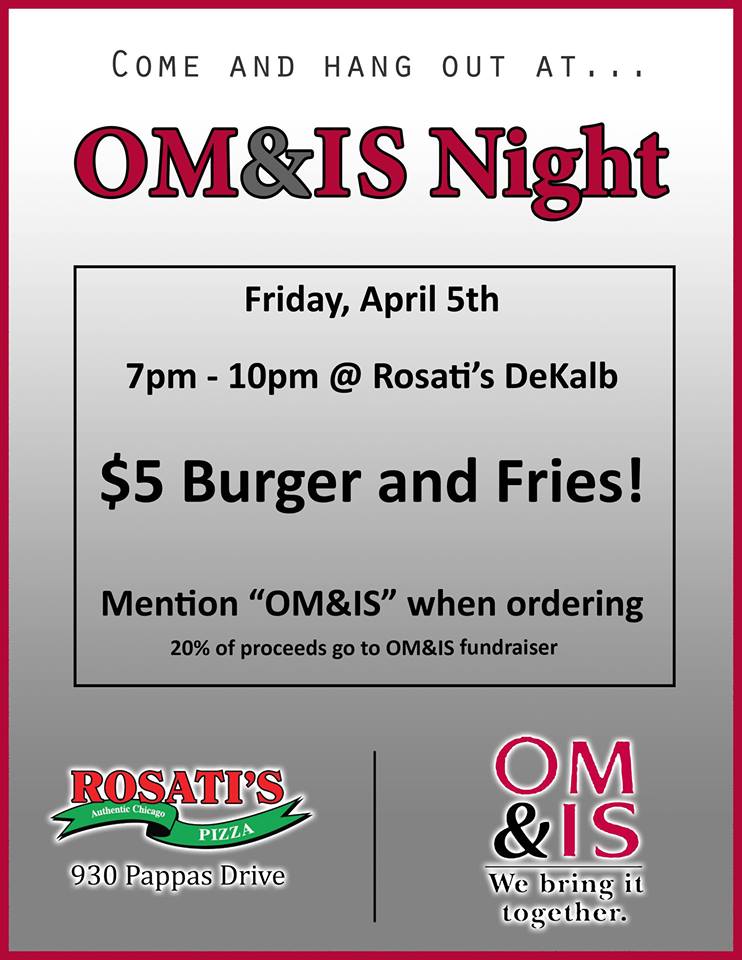 Come and hang out at...
OM&IS Night
Friday, April 5th
7pm - 10pm @ Rosati's DeKalb
$5 Burger and Fries!
Mention “OM&IS” when ordering
20% of proceeds go to OM&IS fundraiser
ROSATI'S
Authentic Chicago
PIZZA
930 Pappas Drive
OM
&IS
We bring it
together.